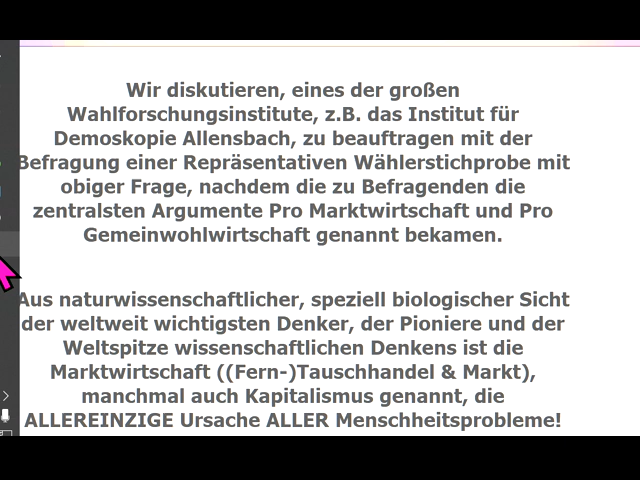 Wir diskutieren, eines der großen
Wahlforschungsinstitute, z.B. das Institut für
Demoskopie Allensbach, zu beauftragen mit der
Befragung einer Repräsentativen Wählerstichprobe mit
obiger Frage, nachdem die zu Befragenden die
zentralsten Argumente Pro Marktwirtschaft und Pro
Gemeinwohlwirtschaft genannt bekamen.
Aus naturwissenschaftlicher, speziell biologischer Sicht
der weltweit wichtigsten Denker, der Pioniere und der
Weltspitze wissenschaftlichen Denkens ist die
Marktwirtschaft ((Fern-)Tauschhandel & Markt),
manchmal auch Kapitalismus genannt, die
ALLEREINZIGE Ursache ALLER Menschheitsprobleme!